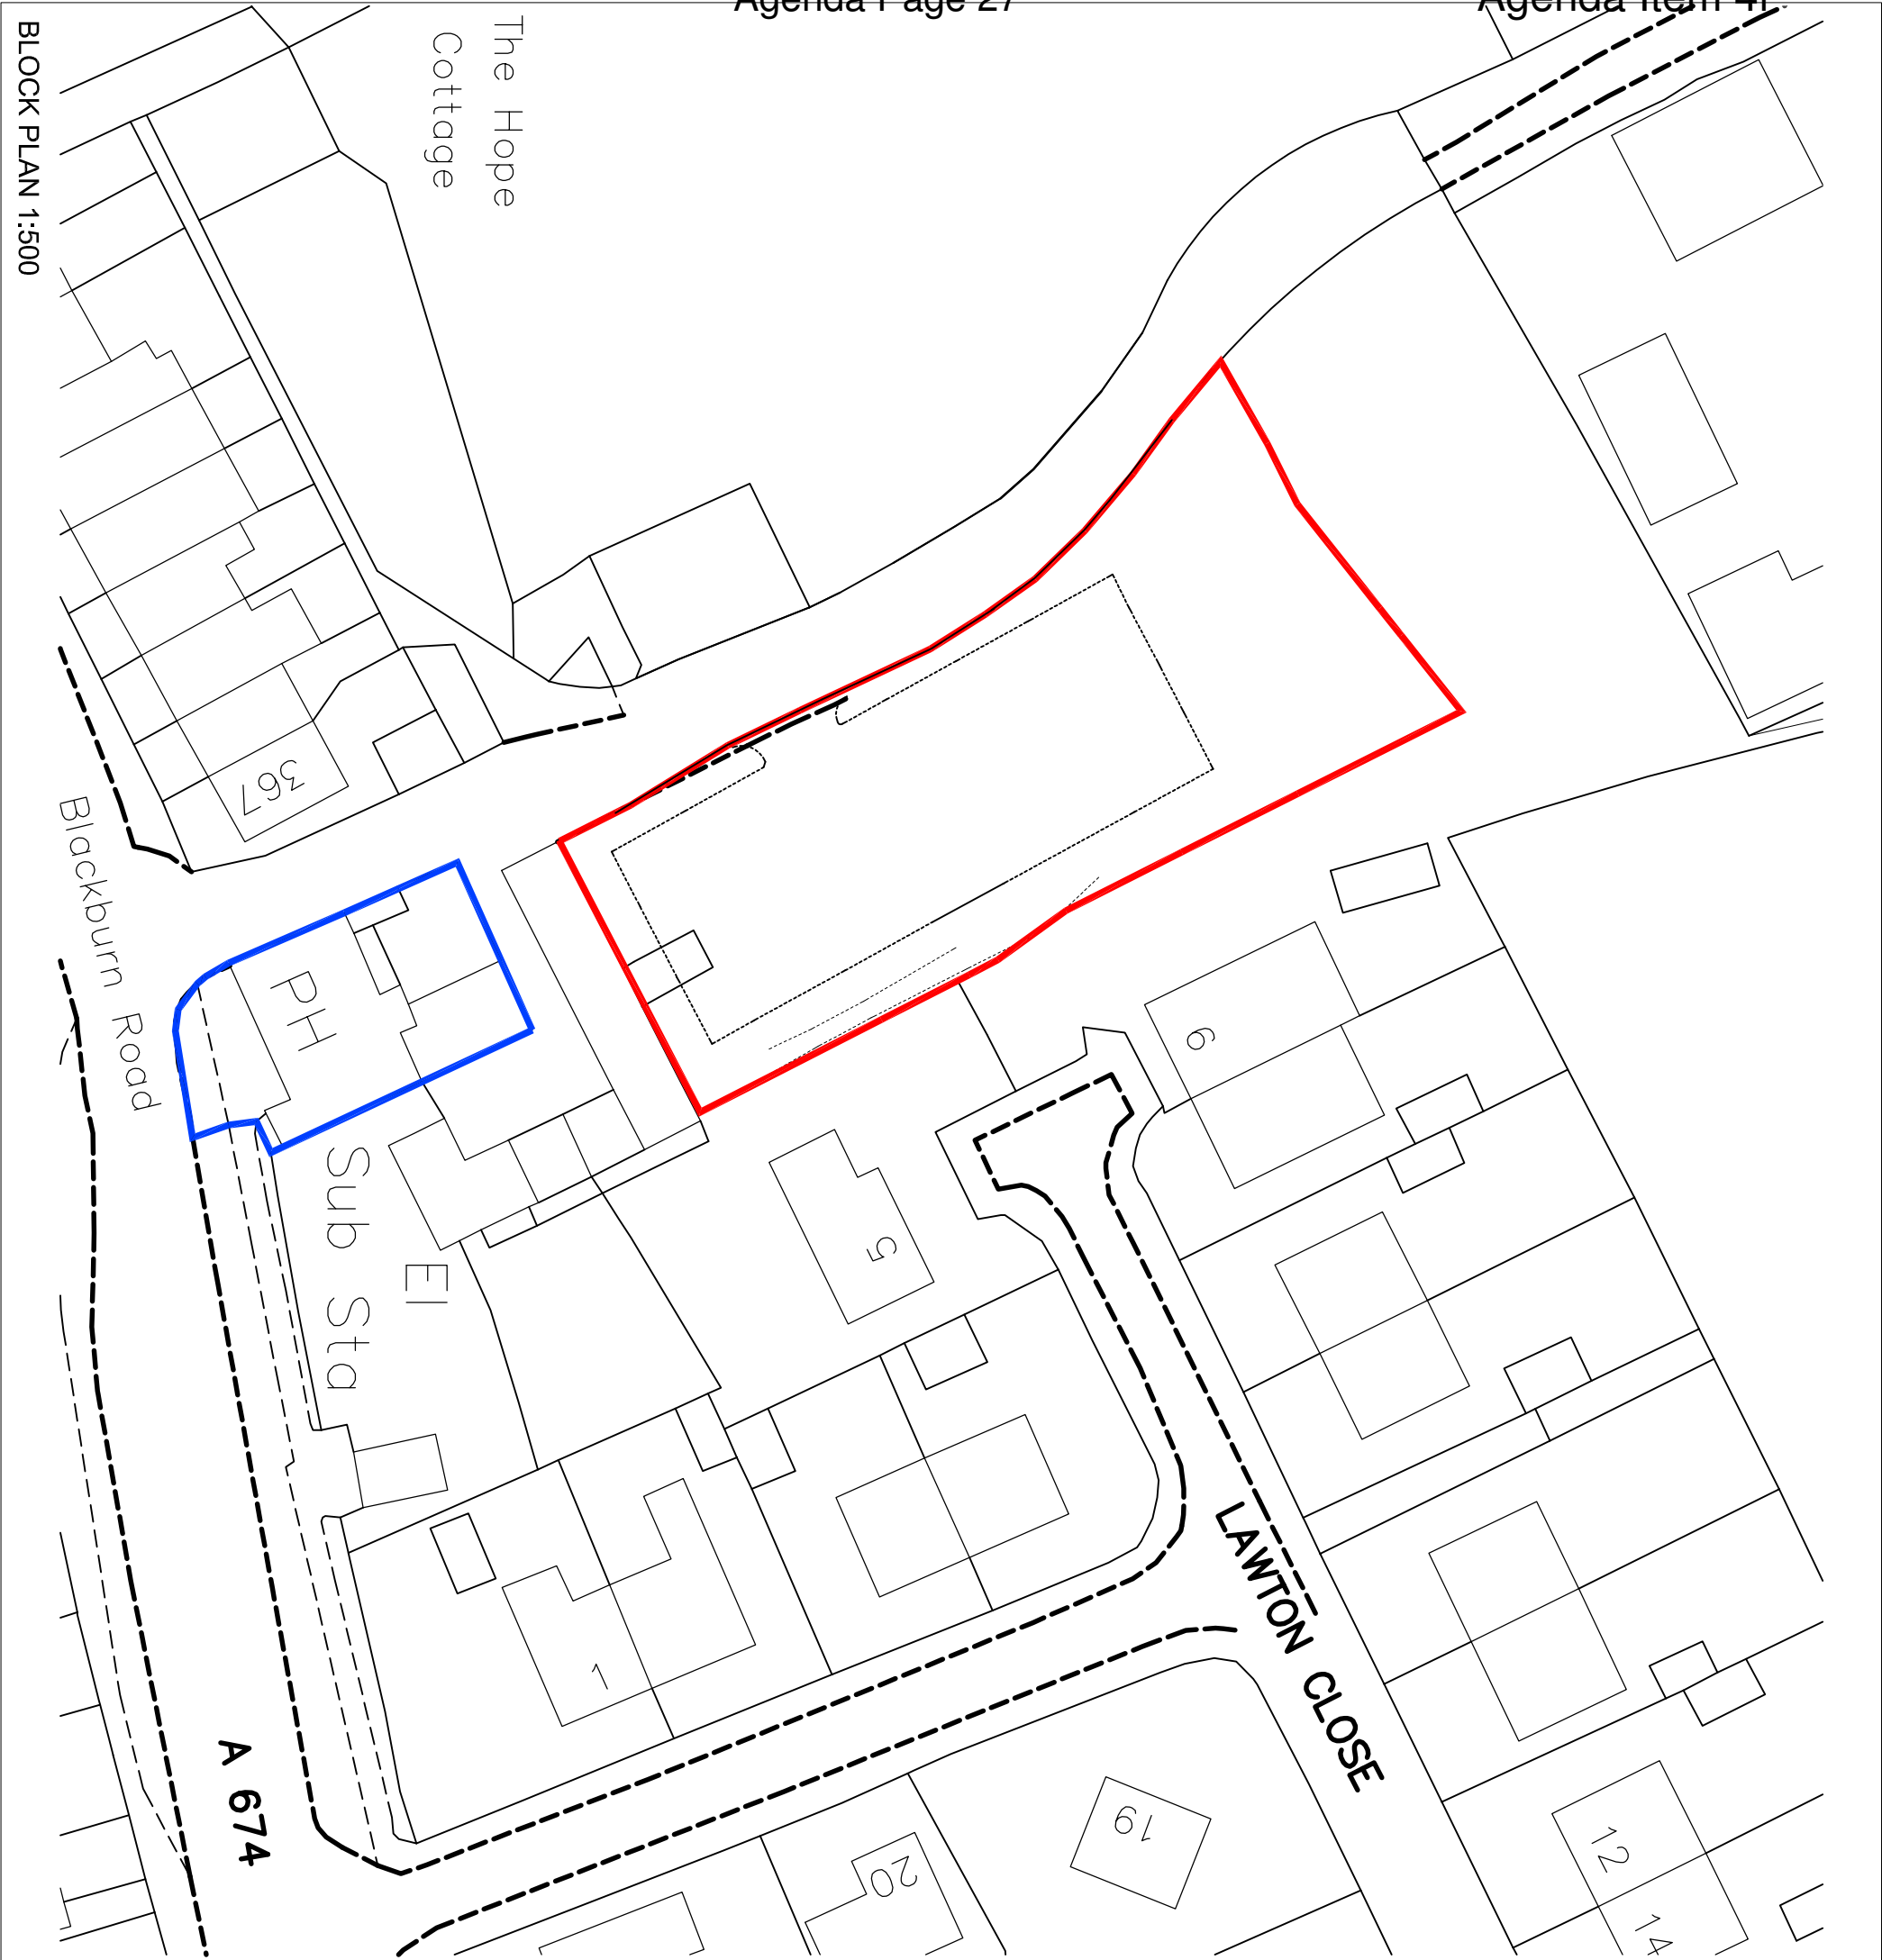 Agenda Page 27
Agenda Item 4f
BLOCK PLAN 1:500
The Hope
Cottage
367
Blackburn Road
PH
El
Sub Sta
6
5
1
LAWTON CLOSE
A 674
19
20
12
14